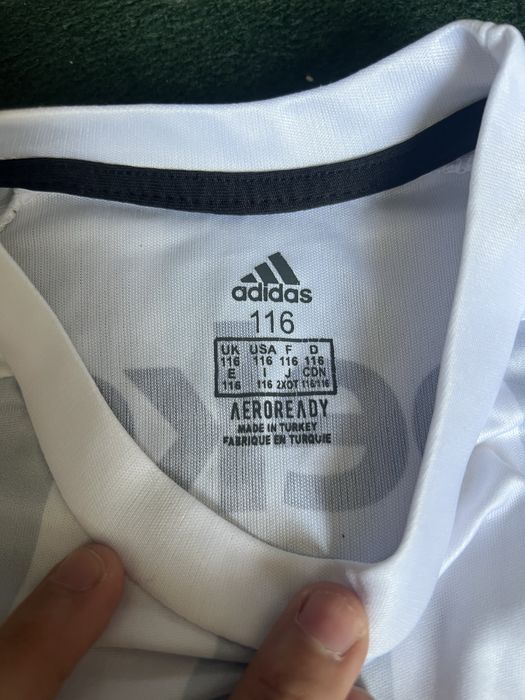 adidas
116
UK USA F D
116 116 116 116
E I J CDN
116 116 2XOT 116/116
AEROREADY
MADE IN TURKEY
FABRIQUE EN TURQUIE